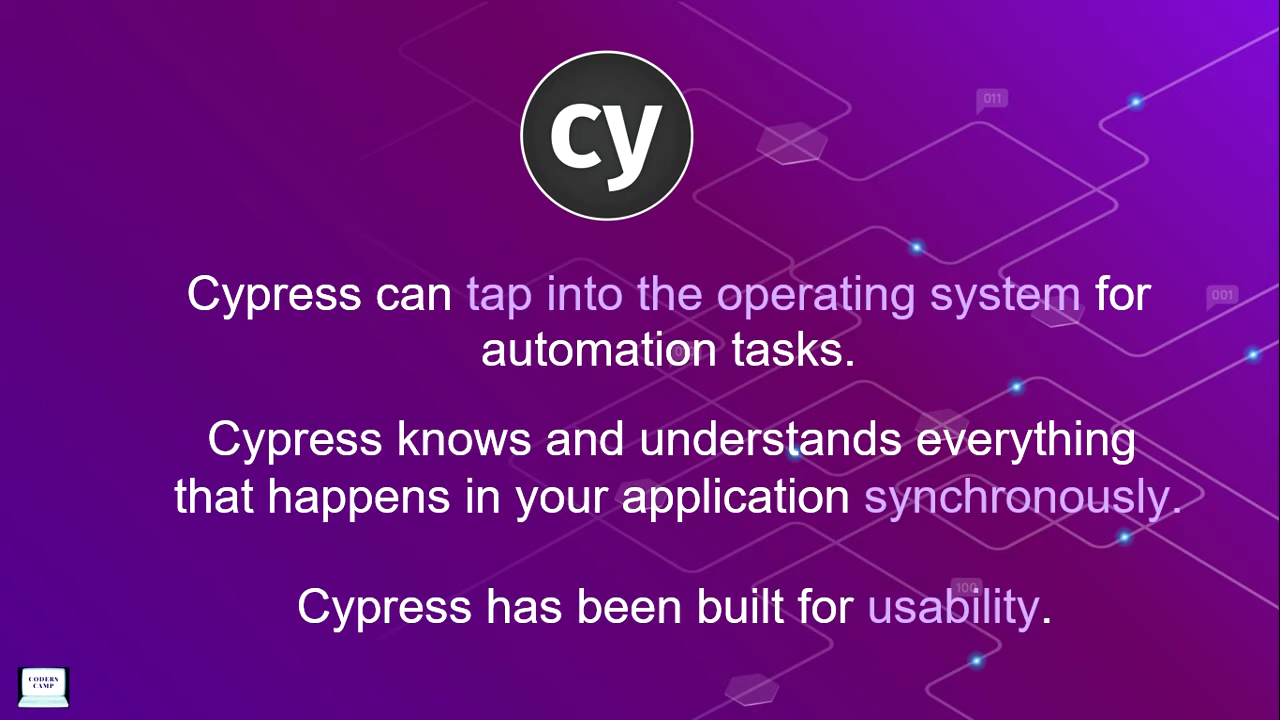 cy
011
Cypress can tap into the operating system for
001
automation tasks.
Cypress knows and understands everything
that happens in your application synchronously.
100
Cypress has been built for usability.
CODERS
CAMP